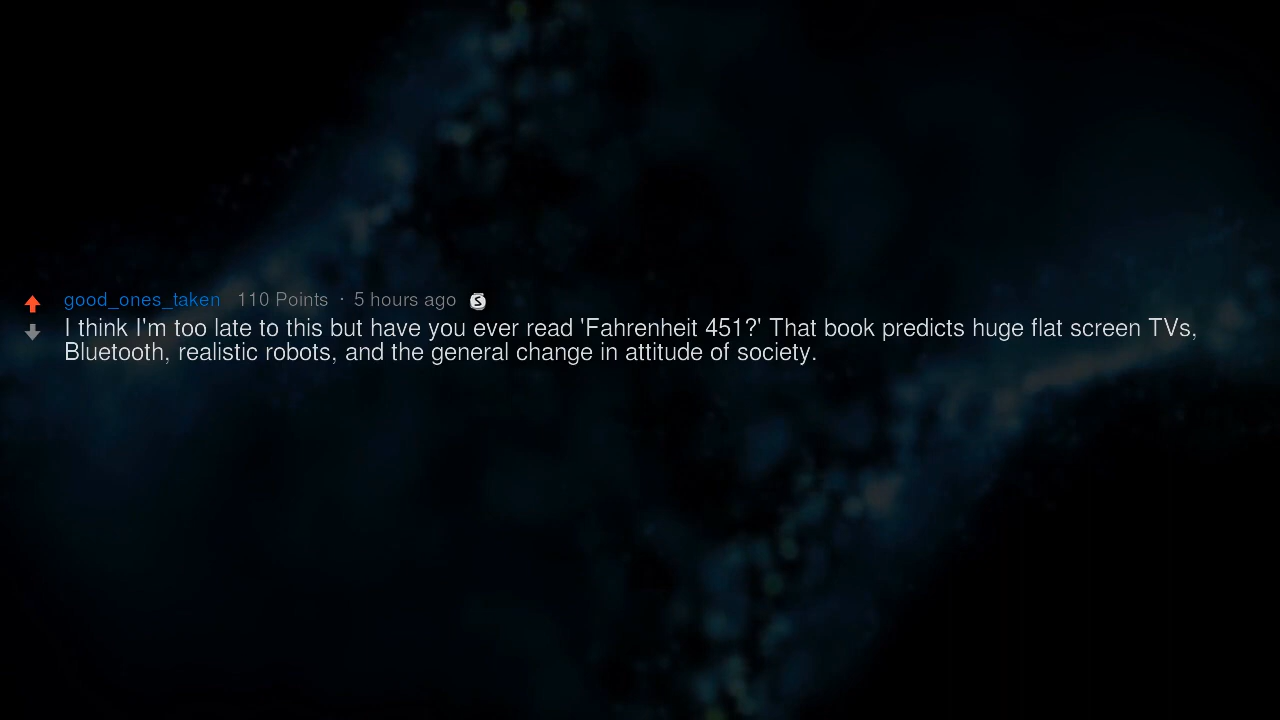 good_ones_taken 110 Points · 5 hours ago S
I think I'm too late to this but have you ever read 'Fahrenheit 451?' That book predicts huge flat screen TVs,
Bluetooth, realistic robots, and the general change in attitude of society.